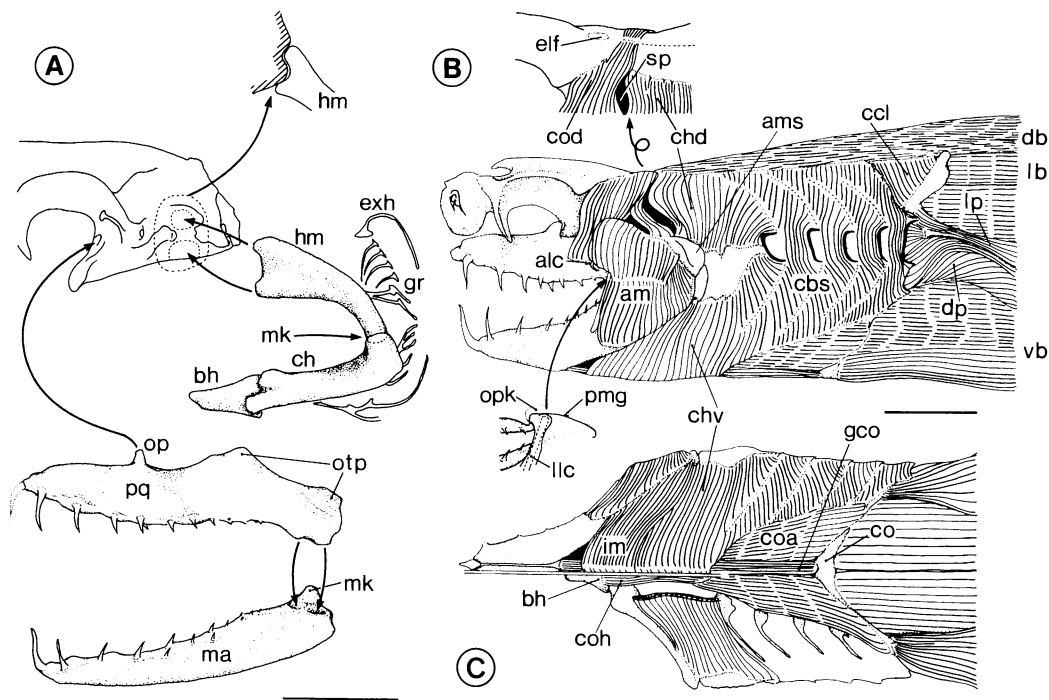 A
hm
exh
hm
gr
mk
ch
bh
op
otp
pq
mk
ma
B
elf
sp
cod
chd
ams
ccl
db
lb
lp
alc
am
cbs
dp
vb
opk
pmg
llc
chv
gco
im
coa
co
bh
coh
C